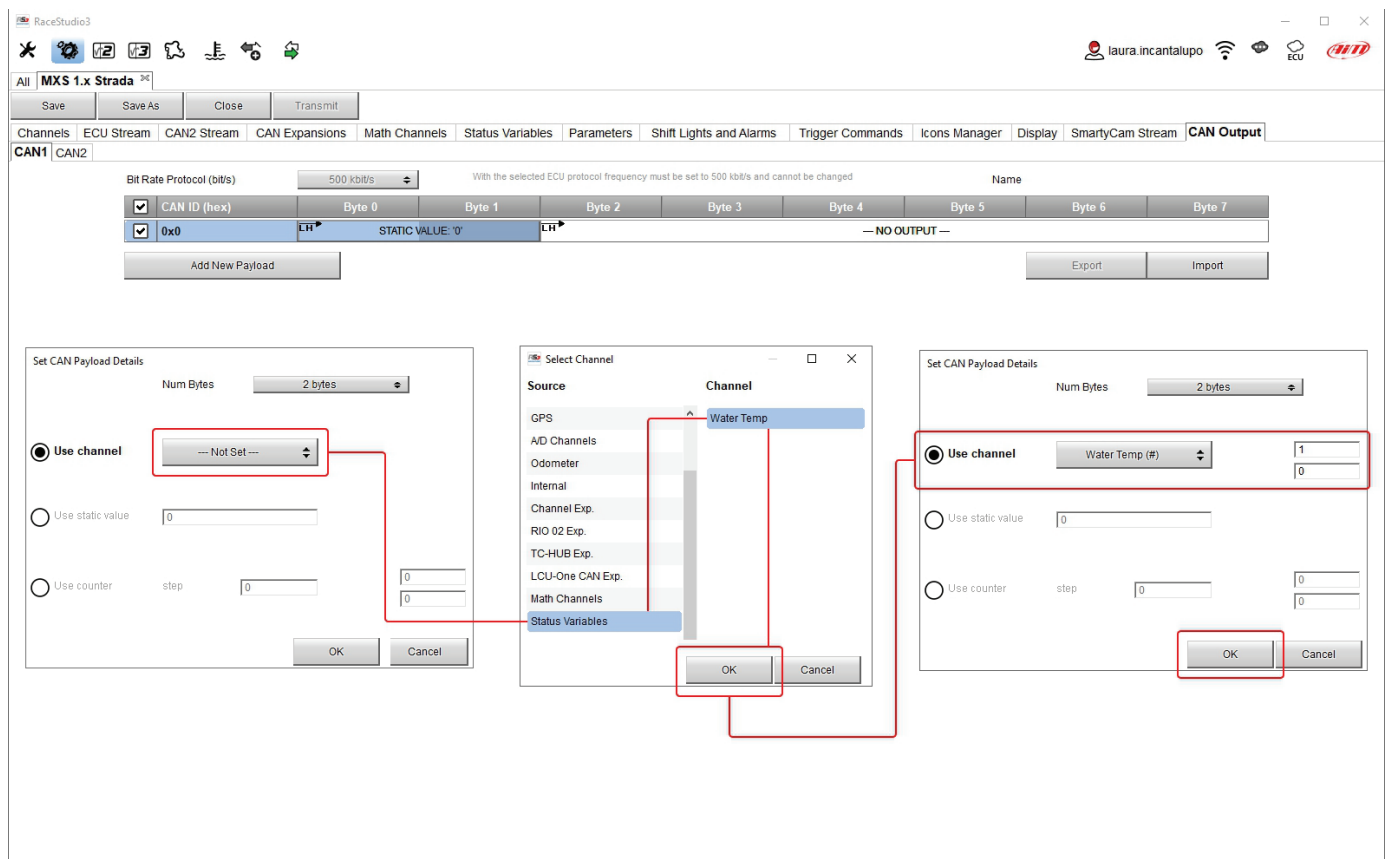 RS3 RaceStudio3
laura.incantalupo
ECU
AiM
All MXS 1.x Strada
Save Save As Close Transmit
Channels ECU Stream CAN2 Stream CAN Expansions Math Channels Status Variables Parameters Shift Lights and Alarms Trigger Commands Icons Manager Display SmartyCam Stream CAN Output
CAN1 CAN2
Bit Rate Protocol (bit/s) 500 kbit/s With the selected ECU protocol frequency must be set to 500 kbit/s and cannot be changed Name
CAN ID (hex) Byte 0 Byte 1 Byte 2 Byte 3 Byte 4 Byte 5 Byte 6 Byte 7
0x0 LH STATIC VALUE: '0' LH --- NO OUTPUT ---
Add New Payload Export Import
Set CAN Payload Details
Num Bytes 2 bytes
Use channel --- Not Set ---
Use static value 0
Use counter step 0 0
0
OK Cancel
RS3 Select Channel
Source Channel
GPS Water Temp
A/D Channels
Odometer
Internal
Channel Exp.
RIO 02 Exp.
TC-HUB Exp.
LCU-One CAN Exp.
Math Channels
Status Variables
OK Cancel
Set CAN Payload Details
Num Bytes 2 bytes
Use channel Water Temp (#) 1
0
Use static value 0
Use counter step 0 0
0
OK Cancel